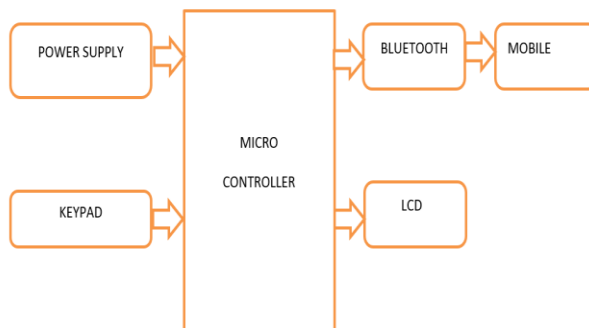 POWER SUPPLY
BLUETOOTH
MOBILE
MICRO
CONTROLLER
KEYPAD
LCD